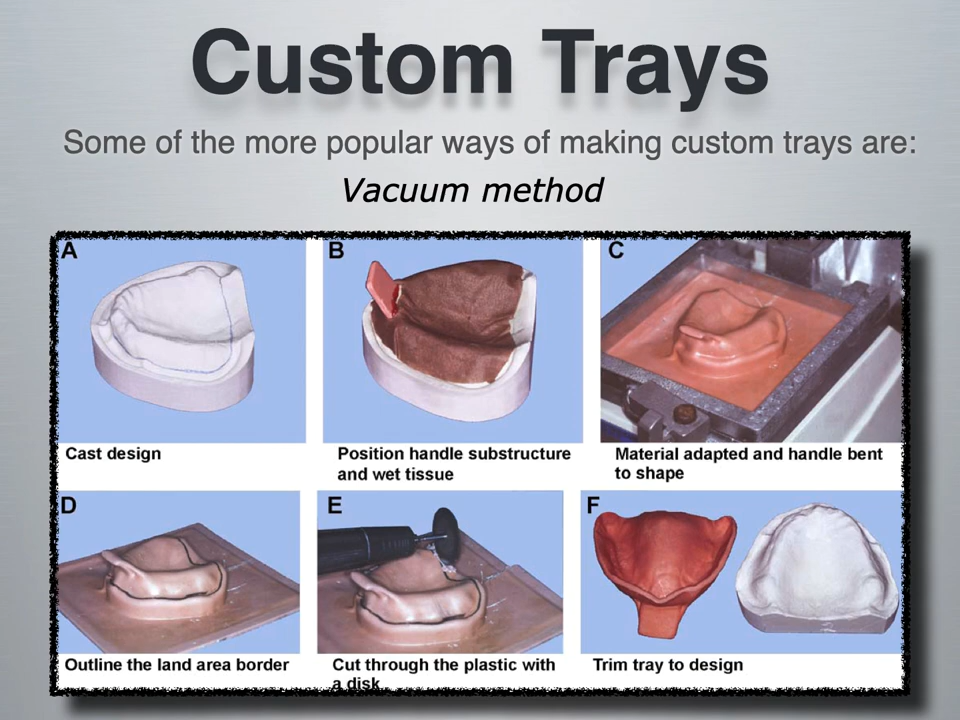 Custom Trays
Some of the more popular ways of making custom trays are:
Vacuum method
A
B
C
Cast design
Position handle substructure
and wet tissue
Material adapted and handle bent
to shape
D
E
F
Outline the land area border
Cut through the plastic with
a disk
Trim tray to design